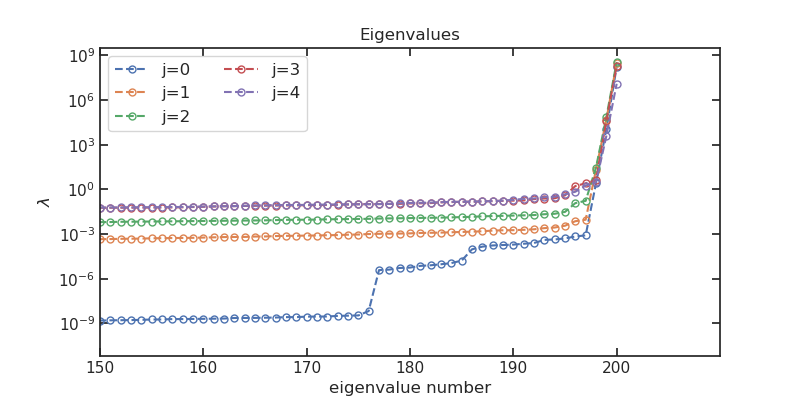 Eigenvalues
10^9
10^6
10^3
10^0
10^-3
10^-6
10^-9
λ
j=0
j=1
j=2
j=3
j=4
150
160
170
180
190
200
eigenvalue number